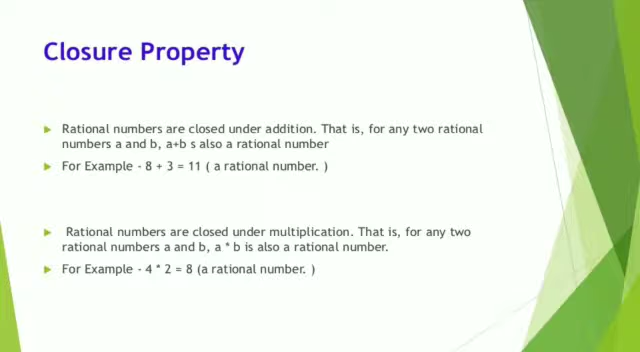 Closure Property
Rational numbers are closed under addition. That is, for any two rational
numbers a and b, a+b s also a rational number
For Example - 8 + 3 = 11 ( a rational number. )
Rational numbers are closed under multiplication. That is, for any two
rational numbers a and b, a * b is also a rational number.
For Example - 4 * 2 = 8 (a rational number. )